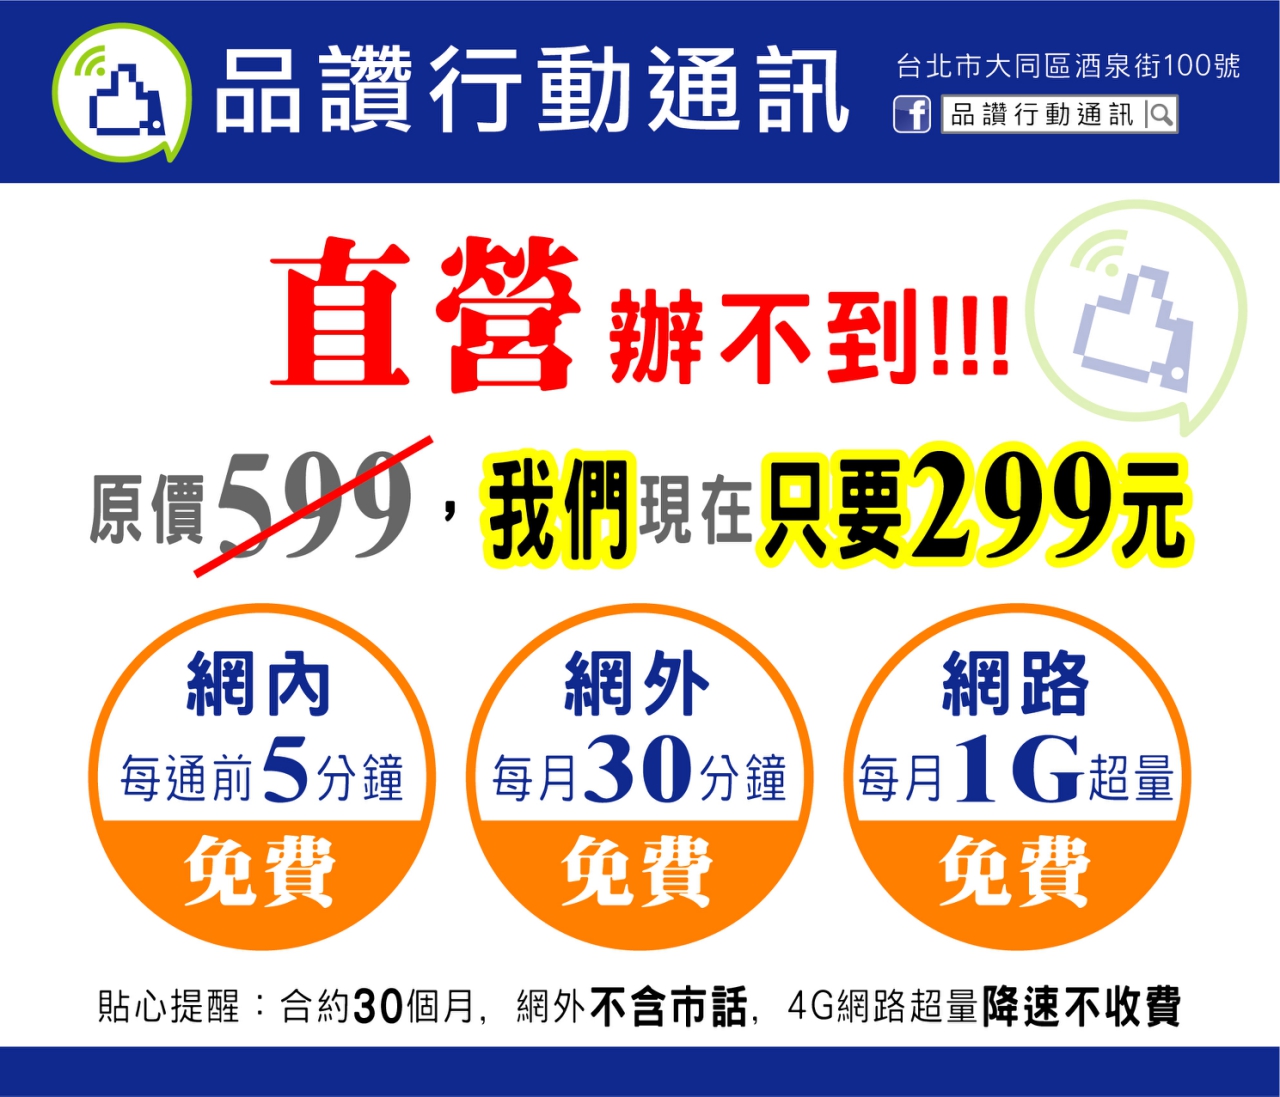 品讚行動通訊
台北市大同區酒泉街100號
品讚行動通訊
直營辦不到!!!
原價599，我們現在只要299元
網內
每通前5分鐘
免費
網外
每月30分鐘
免費
網路
每月1G超量
免費
貼心提醒：合約30個月, 網外不含市話, 4G網路超量降速不收費